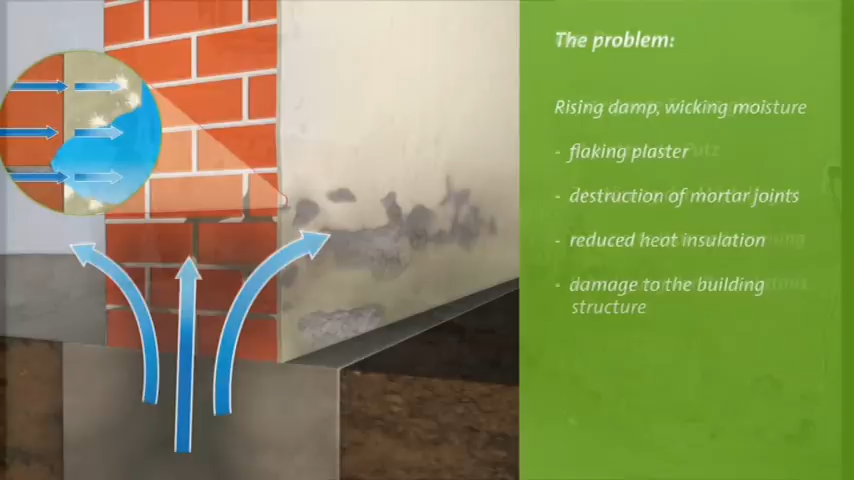 The problem:
Rising damp, wicking moisture
- flaking plaster
- destruction of mortar joints
- reduced heat insulation
- damage to the building
structure